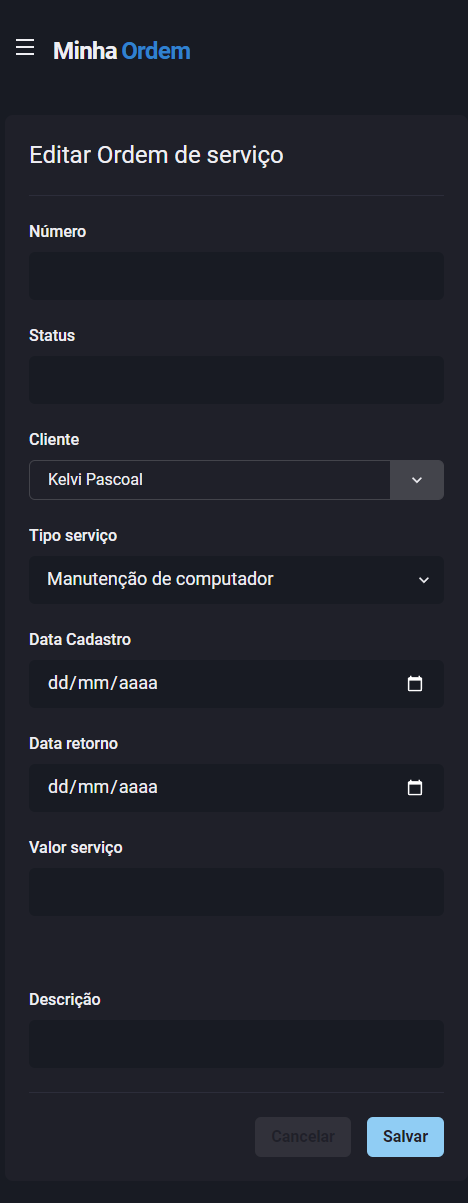 Minha Ordem
Editar Ordem de serviço
Número
Status
Cliente
Kelvi Pascoal
Tipo serviço
Manutenção de computador
Data Cadastro
dd/mm/aaaa
Data retorno
dd/mm/aaaa
Valor serviço
Descrição
Cancelar Salvar